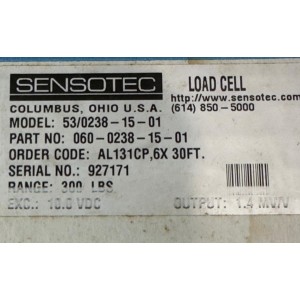 SENSOTEC
LOAD CELL
http://www.sensotec.com
COLUMBUS, OHIO U.S.A.
(614) 850-5000
MODEL: 53/0238-15-01
PART NO: 060-0238-15-01
ORDER CODE: AL131CP,6X 30FT.
SERIAL NO: 927171
RANGE: 300 LBS
EXC.: 10.0 VDC
OUTPUT: 1.4 MV/V